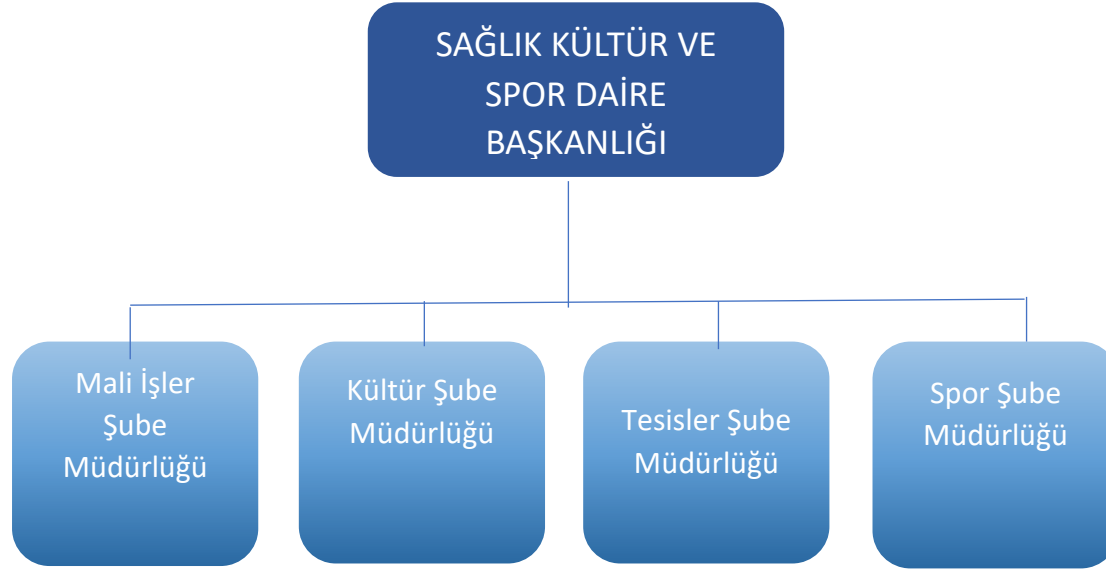 SAĞLIK KÜLTÜR VE
SPOR DAİRE
BAŞKANLIĞI
Mali İşler
Şube
Müdürlüğü
Kültür Şube
Müdürlüğü
Tesisler Şube
Müdürlüğü
Spor Şube
Müdürlüğü